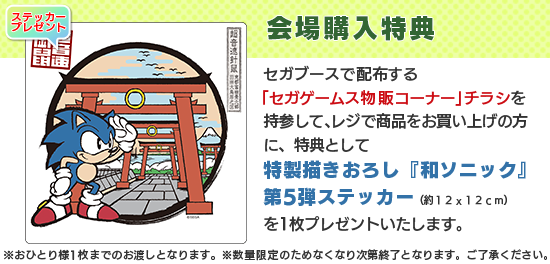 ステッカー
プレゼント
会場購入特典
超音速針鼠
セガブースで配布する
「セガゲームス物販コーナー」チラシを
持参して、レジで商品をお買い上げの方
に、特典として
特製描きおろし『和ソニック』
第5弾ステッカー（約１２ｘ１２ｃｍ）
を1枚プレゼントいたします。
※おひとり様1枚までのお渡しとなります。※数量限定のためなくなり次第終了となります。ご了承ください。